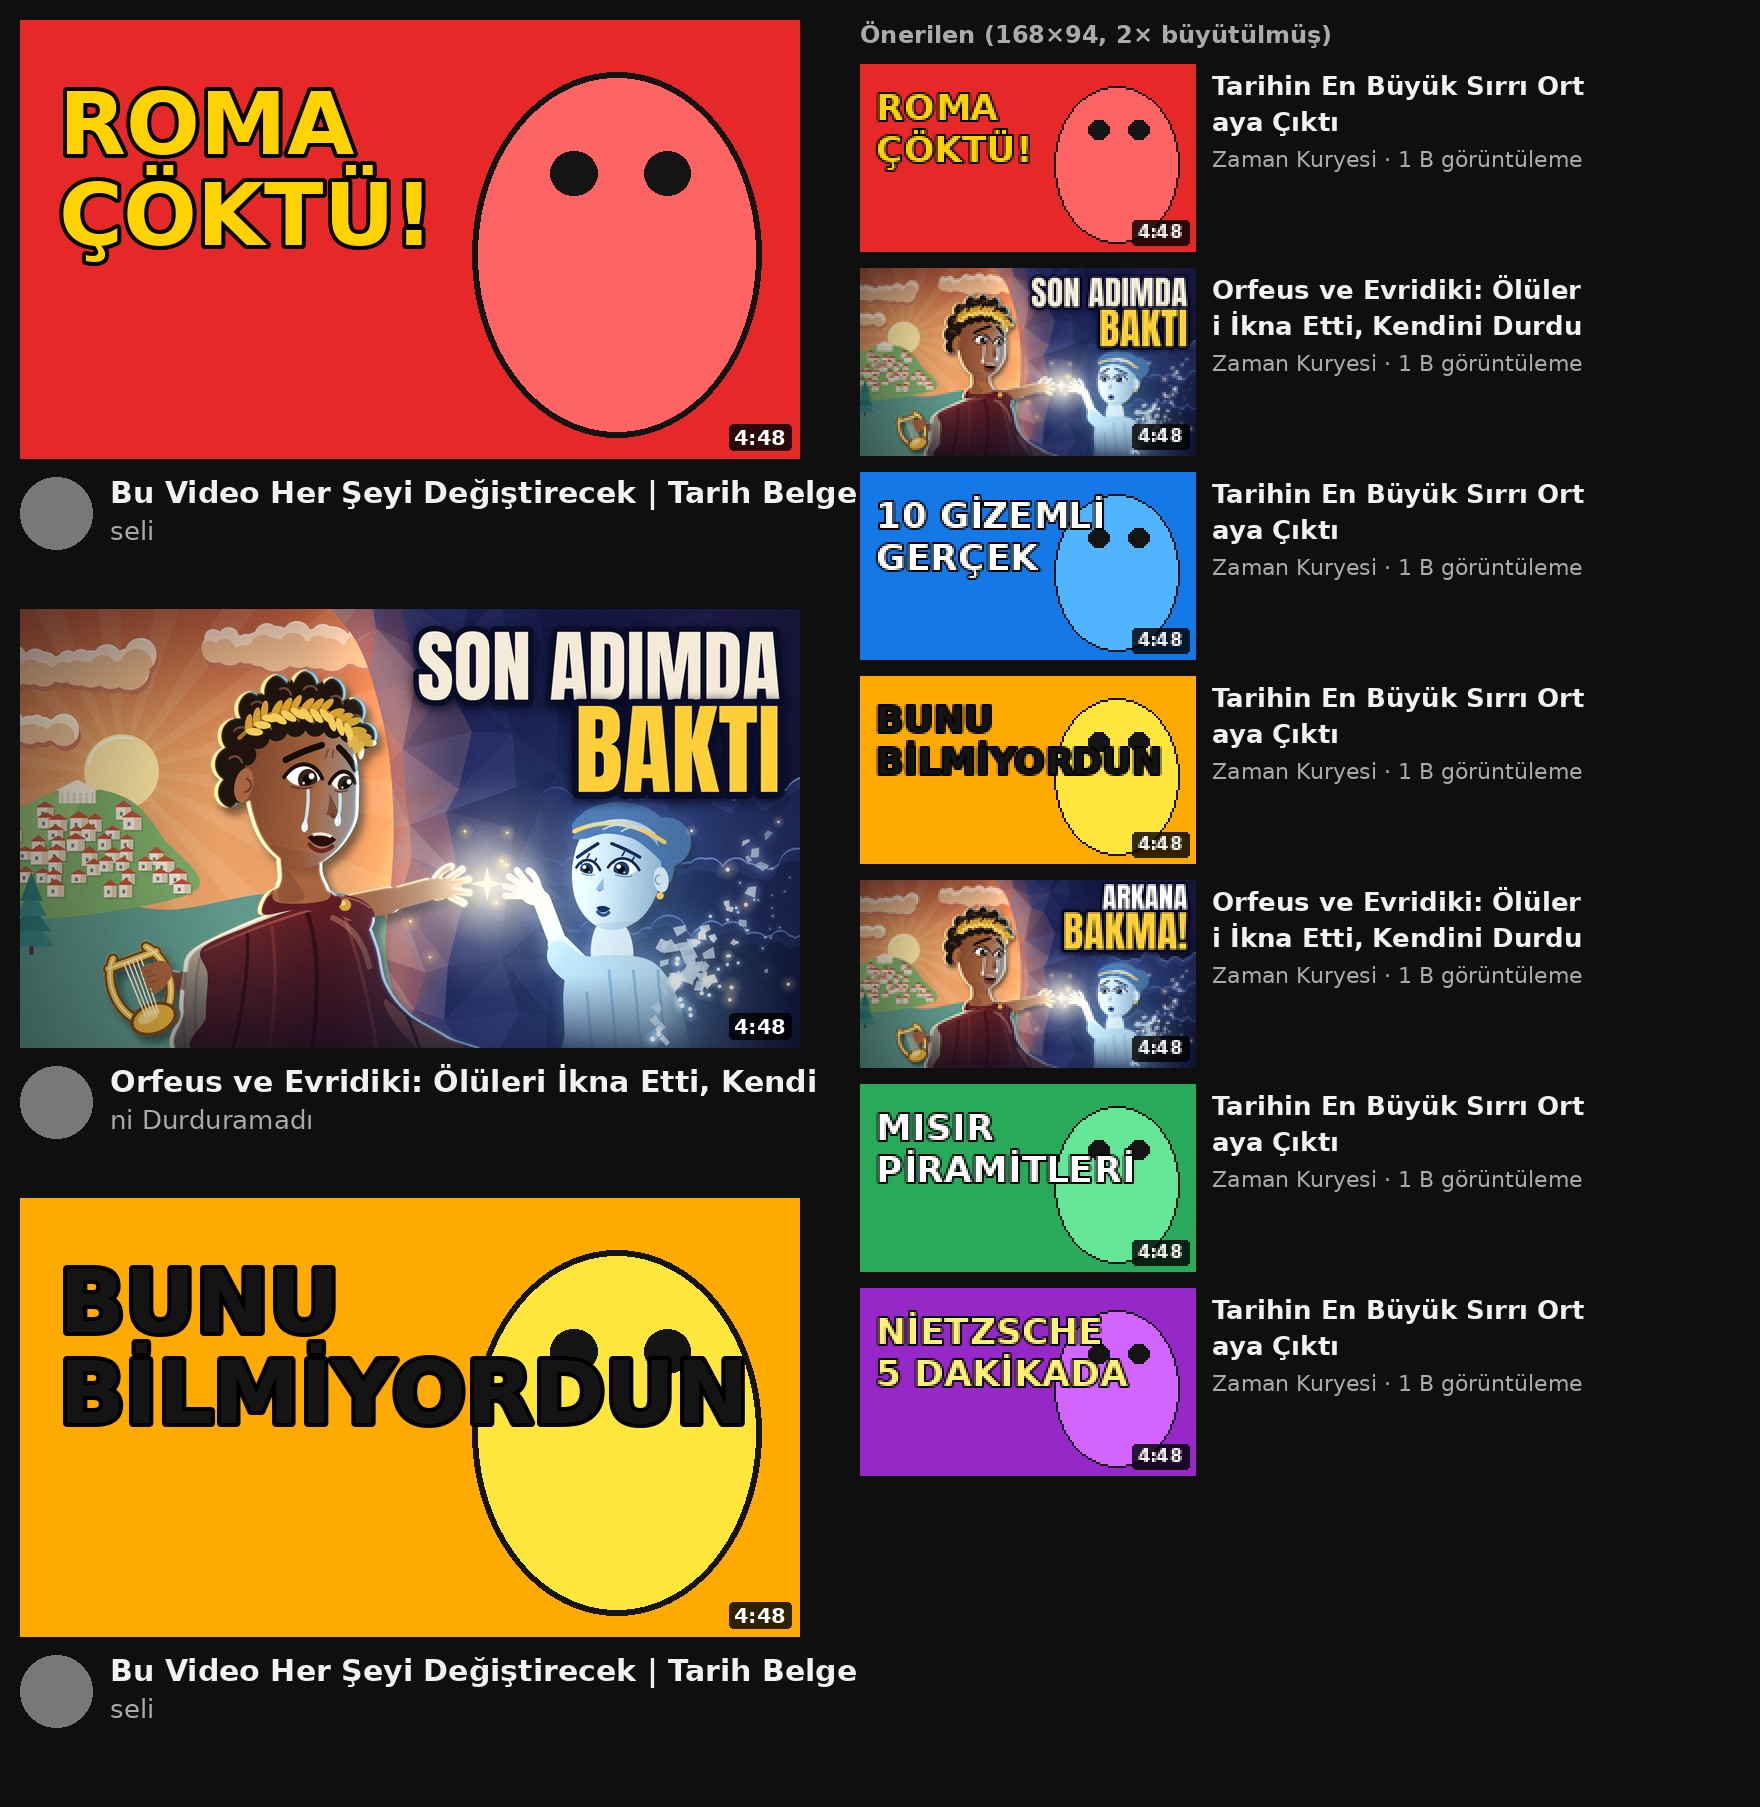 ROMA
ÇÖKTÜ!
4:48
Bu Video Her Şeyi Değiştirecek | Tarih Belge
seli
SON ADIMDA
BAKTI
4:48
Orfeus ve Evridiki: Ölüleri İkna Etti, Kendi
ni Durduramadı
BUNU
BİLMİYORDUN
4:48
Bu Video Her Şeyi Değiştirecek | Tarih Belge
seli
Önerilen (168×94, 2× büyütülmüş)
ROMA
ÇÖKTÜ!
4:48
Tarihin En Büyük Sırrı Ort
aya Çıktı
Zaman Kuryesi · 1 B görüntüleme
SON ADIMDA
BAKTI
4:48
Orfeus ve Evridiki: Ölüler
i İkna Etti, Kendini Durdu
Zaman Kuryesi · 1 B görüntüleme
10 GİZEMLİ
GERÇEK
4:48
Tarihin En Büyük Sırrı Ort
aya Çıktı
Zaman Kuryesi · 1 B görüntüleme
BUNU
BİLMİYORDUN
4:48
Tarihin En Büyük Sırrı Ort
aya Çıktı
Zaman Kuryesi · 1 B görüntüleme
ARKANA
BAKMA!
4:48
Orfeus ve Evridiki: Ölüler
i İkna Etti, Kendini Durdu
Zaman Kuryesi · 1 B görüntüleme
MISIR
PİRAMİTLERİ
4:48
Tarihin En Büyük Sırrı Ort
aya Çıktı
Zaman Kuryesi · 1 B görüntüleme
NİETZSCHE
5 DAKİKADA
4:48
Tarihin En Büyük Sırrı Ort
aya Çıktı
Zaman Kuryesi · 1 B görüntüleme